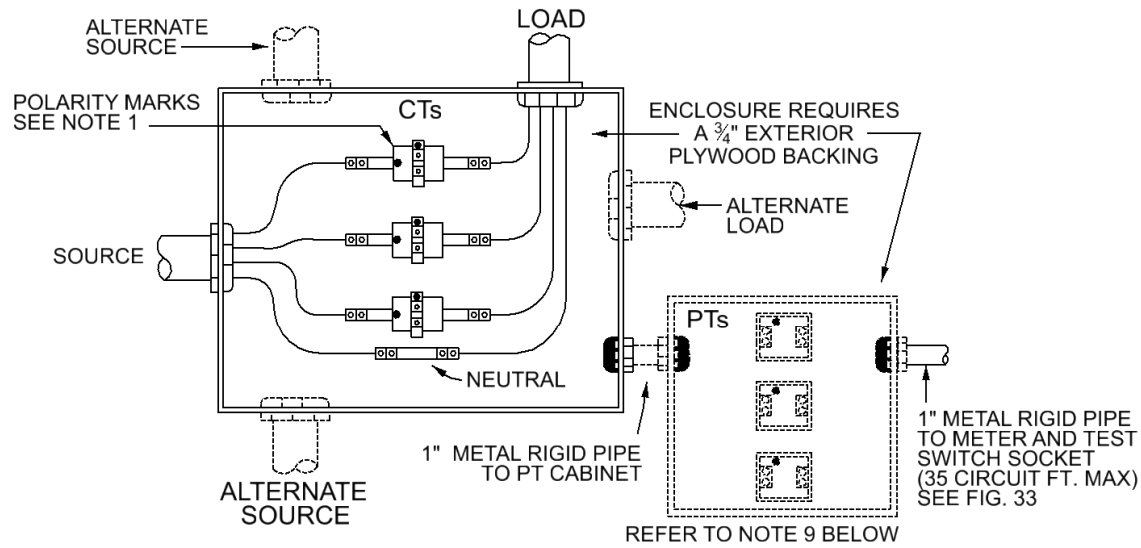 ALTERNATE
SOURCE
LOAD
POLARITY MARKS
SEE NOTE 1
CTs
ENCLOSURE REQUIRES
A 3/4" EXTERIOR
PLYWOOD BACKING
ALTERNATE
LOAD
SOURCE
PTs
NEUTRAL
1" METAL RIGID PIPE
TO PT CABINET
1" METAL RIGID PIPE
TO METER AND TEST
SWITCH SOCKET
(35 CIRCUIT FT. MAX)
SEE FIG. 33
ALTERNATE
SOURCE
REFER TO NOTE 9 BELOW